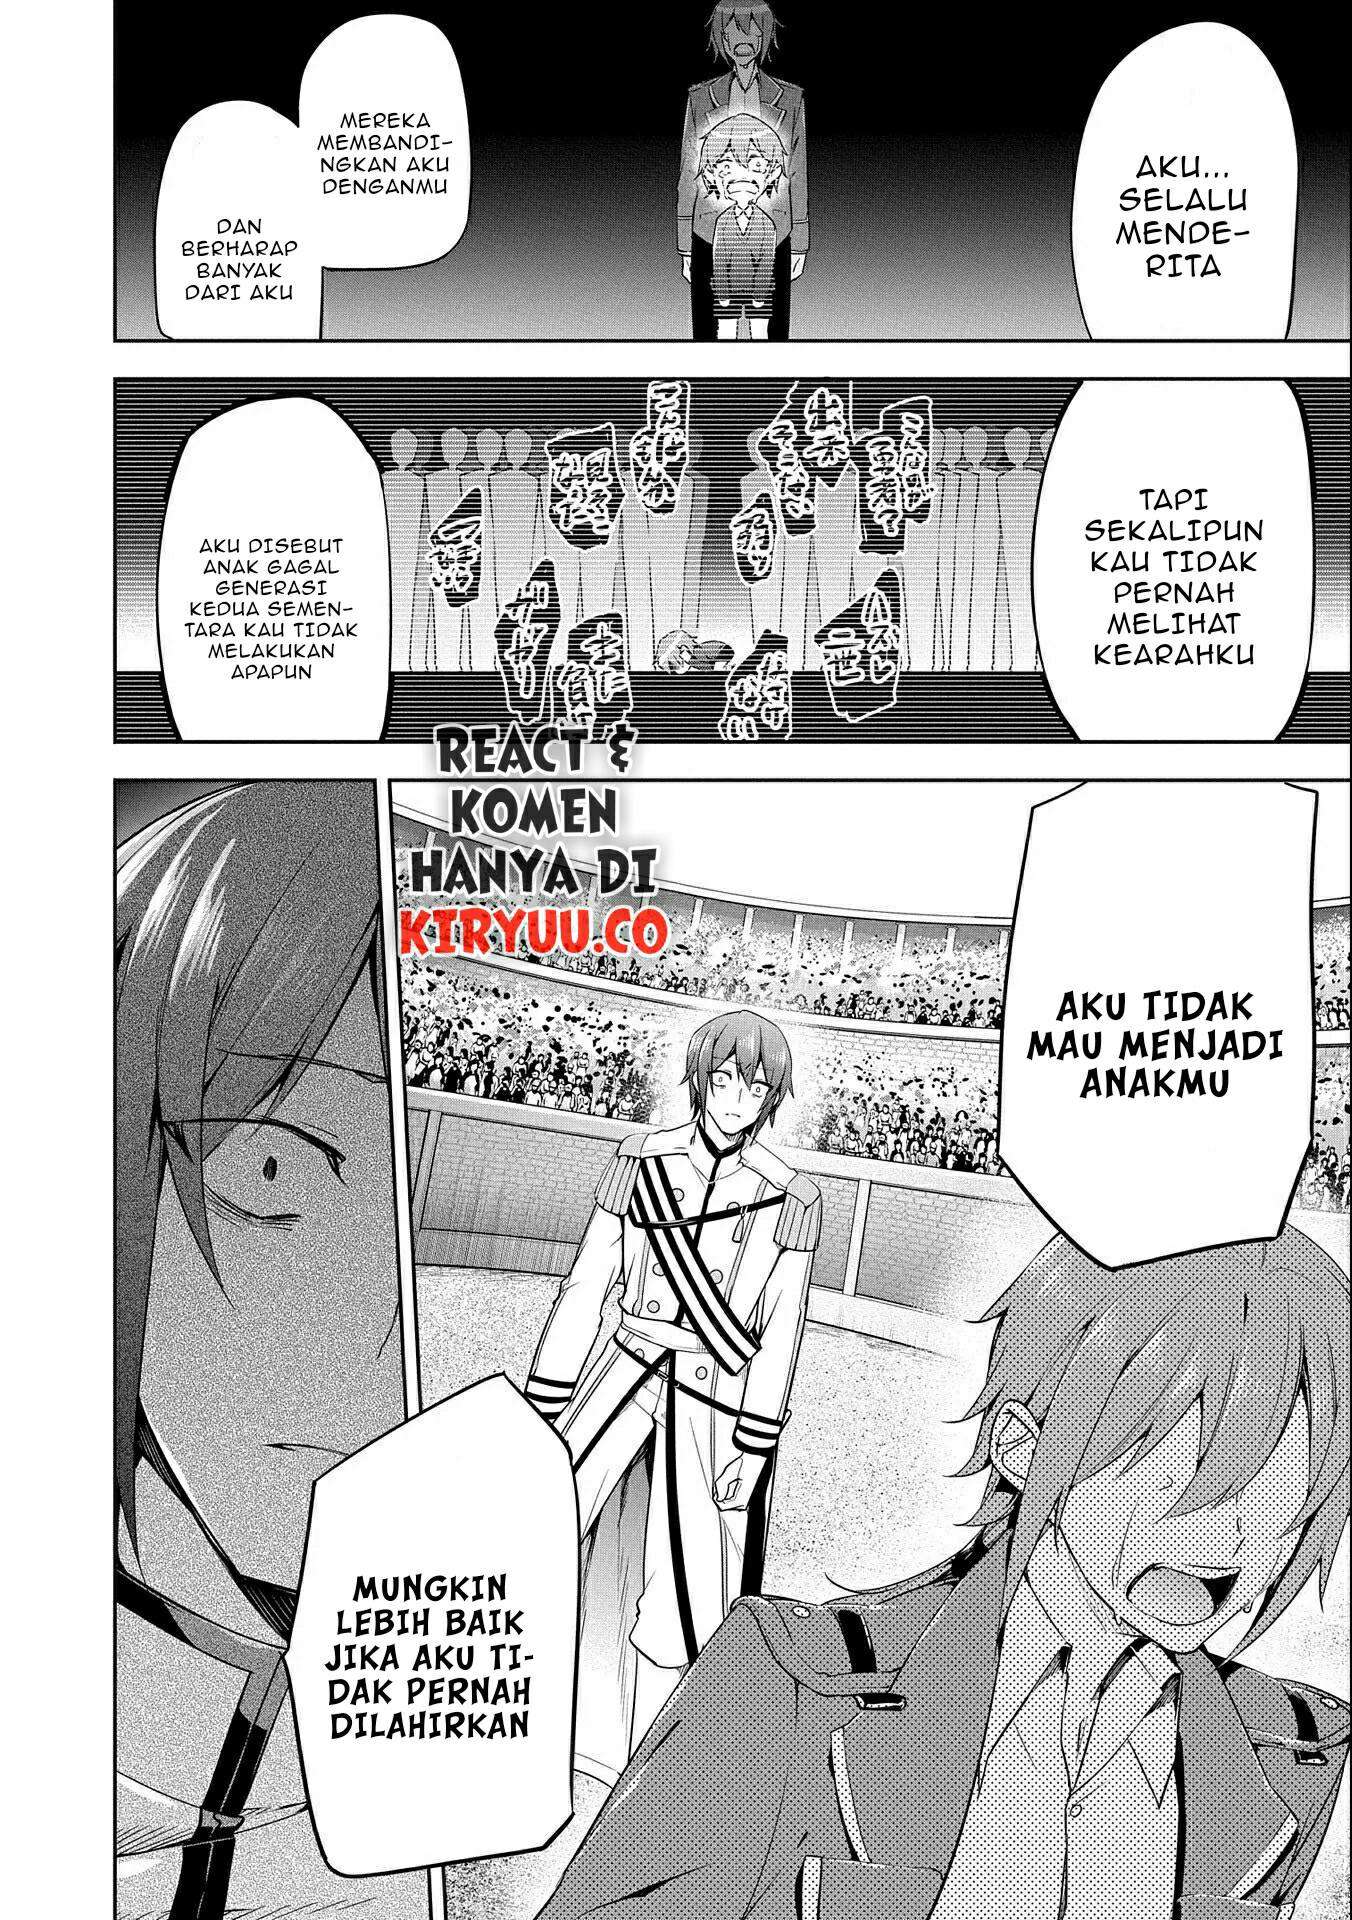 AKU...
SELALU
MENDE-
RITA
MEREKA
MEMBANDI-
NGKAN AKU
DENGANMU
DAN
BERHARAP
BANYAK
DARI AKU
TAPI
SEKALIPUN
KAU TIDAK
PERNAH
MELIHAT
KEARAHKU
AKU DISEBUT
ANAK GAGAL
GENERASI
KEDUA SEMEN-
TARA KAU TIDAK
MELAKUKAN
APAPUN
REACT &
KOMEN
HANYA DI
KIRYUU.CO
AKU TIDAK
MAU MENJADI
ANAKMU
MUNGKIN
LEBIH BAIK
JIKA AKU TI-
DAK PERNAH
DILAHIRKAN